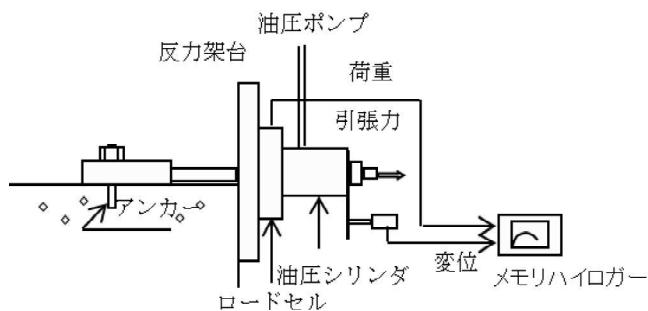 油圧ポンプ
反力架台
荷重
引張力
アンカー
油圧シリンダ
変位
メモリハイロガー
ロードセル